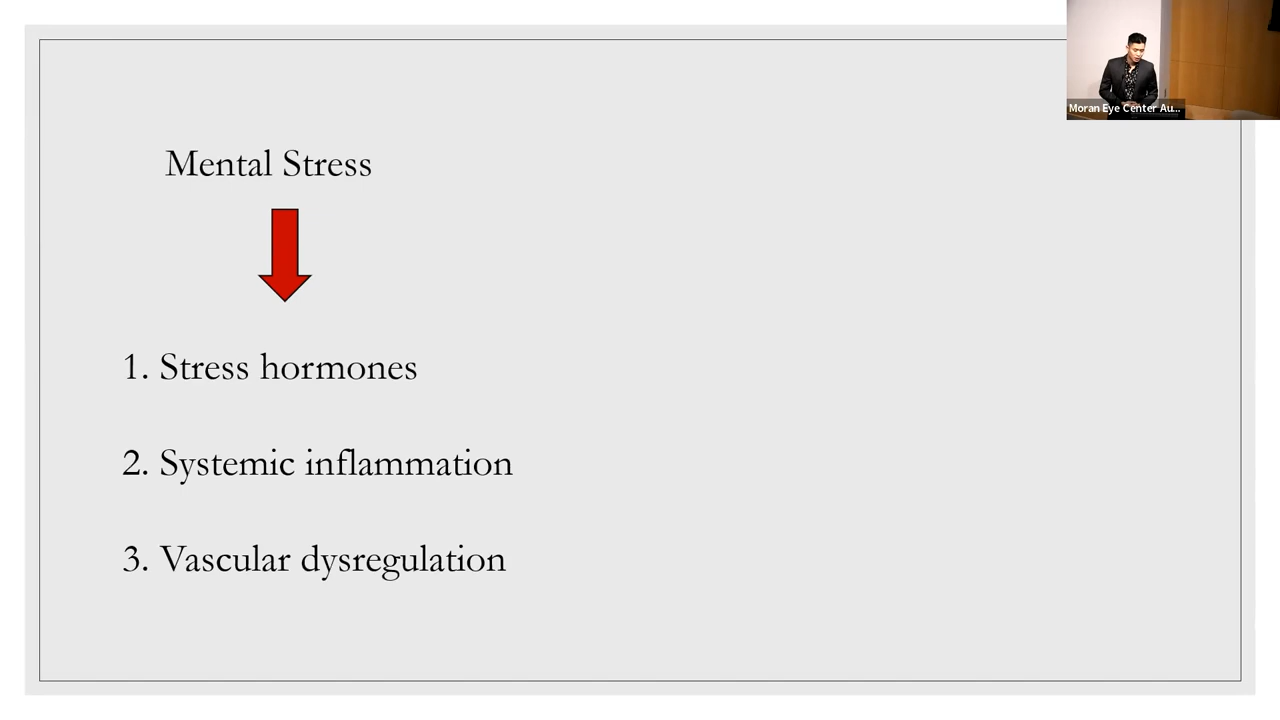 Moran Eye Center Au...
Mental Stress
1. Stress hormones
2. Systemic inflammation
3. Vascular dysregulation